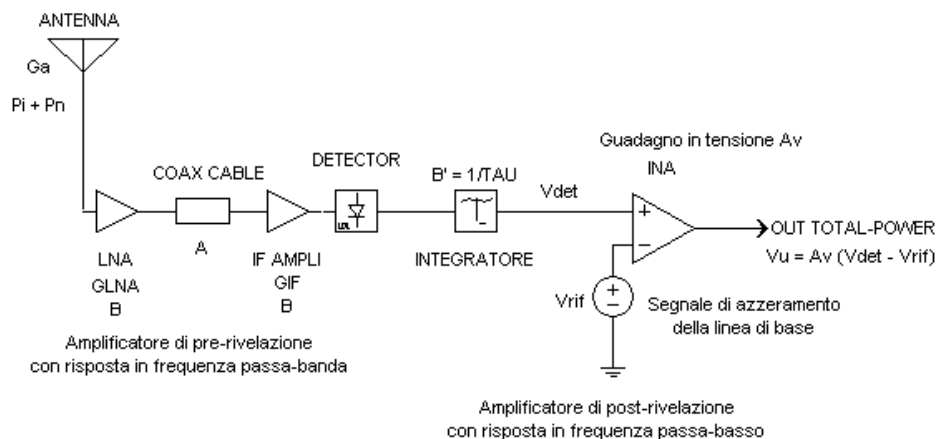 ANTENNA
Ga
Pi + Pn
Guadagno in tensione Av
INA
DETECTOR
COAX CABLE
B' = 1/TAU
Vdet
A
LNA
GLNA
B
IF AMPLI
GIF
B
INTEGRATORE
OUT TOTAL-POWER
Vu = Av (Vdet - Vrif)
Vrif
Segnale di azzeramento
della linea di base
Amplificatore di pre-rivelazione
con risposta in frequenza passa-banda
Amplificatore di post-rivelazione
con risposta in frequenza passa-basso